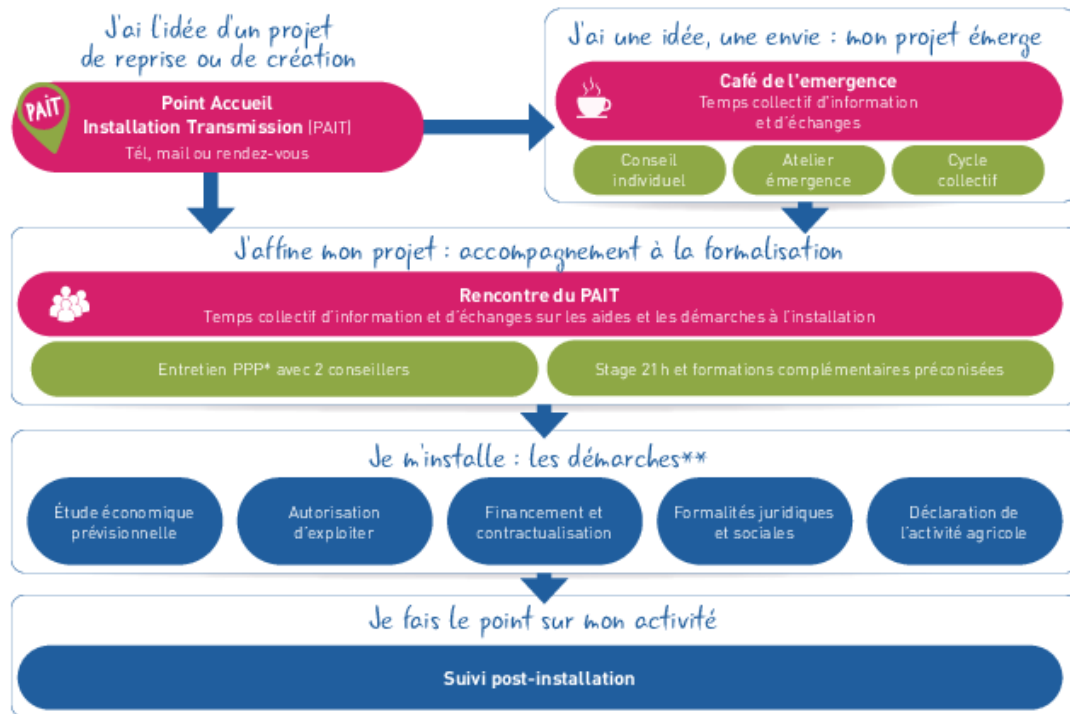 J'ai l'idée d'un projet
de reprise ou de création
PAiT
Point Accueil
Installation Transmission (PAIT)
Tél, mail ou rendez-vous
J'ai une idée, une envie : mon projet émerge
Café de l'emergence
Temps collectif d'information
et d'échanges
Conseil
individuel
Atelier
émergence
Cycle
collectif
J'affine mon projet : accompagnement à la formalisation
Rencontre du PAIT
Temps collectif d'information et d'échanges sur les aides et les démarches à l'installation
Entretien PPP* avec 2 conseillers
Stage 21h et formations complémentaires préconisées
Je m'installe : les démarches**
Étude économique
prévisionnelle
Autorisation
d'exploiter
Financement et
contractualisation
Formalités juridiques
et sociales
Déclaration de
l'activité agricole
Je fais le point sur mon activité
Suivi post-installation